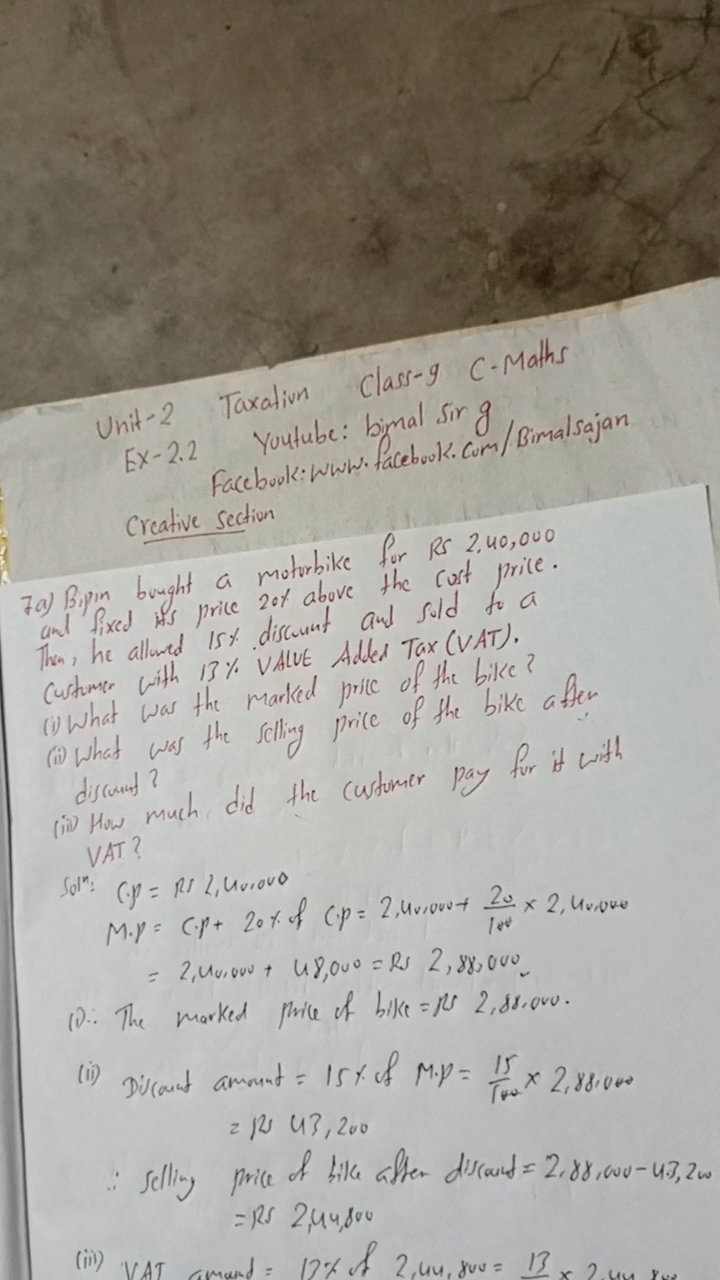 Unit-2 Taxation Class-9 C-Maths
Ex-2.2 Youtube: bimal sir g
Facebook: www.facebook.com/Bimalsajan
Creative section
7a) Bipin bought a motorbike for RS 2,40,000
and fixed its price 20% above the cost price.
Then, he allowed 15% discount and sold to a
customer with 13% VALUE Added Tax (VAT).
(i) What was the marked price of the bike?
(ii) What was the selling price of the bike after
discount?
(iii) How much did the customer pay for it with
VAT?
Solⁿ: C.p = RS 2,40,000
M.p = C.p + 20% of C.p = 2,40,000 + 20/100 × 2,40,000
= 2,40,000 + 48,000 = Rs 2,88,000
(i) ∴ The marked price of bike = RS 2,88,000.
(ii) Discount amount = 15% of M.p = 15/100 × 2,88,000
= RS 43,200
∴ selling price of bike after discount = 2,88,000 - 43,200
= RS 2,44,800
(iii) VAT amount = 13% of 2,44,800 = 13 × 2,44,800